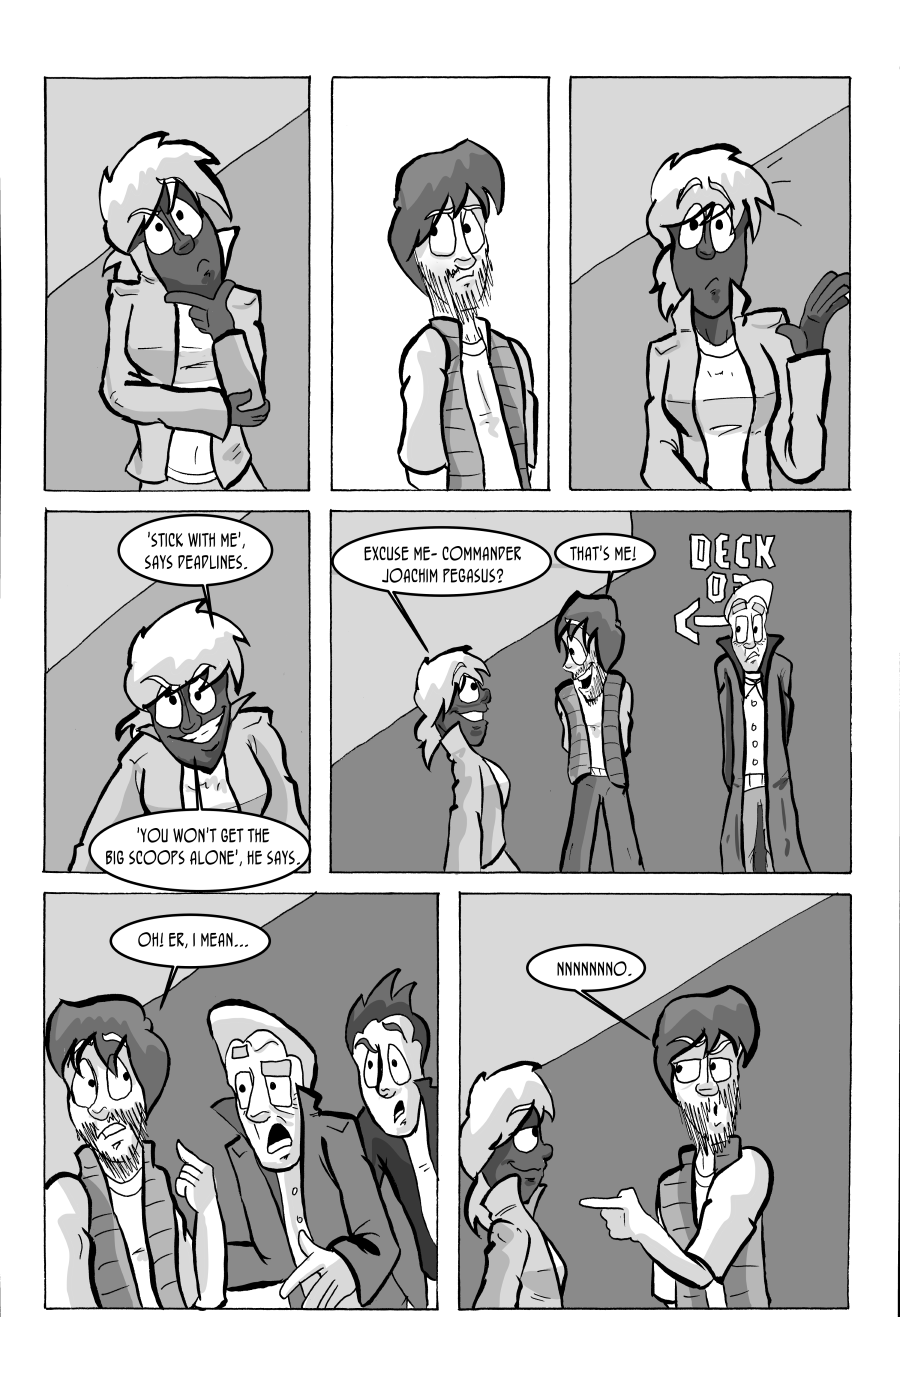 'STICK WITH ME',
SAYS DEADLINES.
'YOU WON'T GET THE
BIG SCOOPS ALONE', HE SAYS.
EXCUSE ME- COMMANDER
JOACHIM PEGASUS?
THAT'S ME!
DECK
OH! ER, I MEAN...
NNNNNNNO.